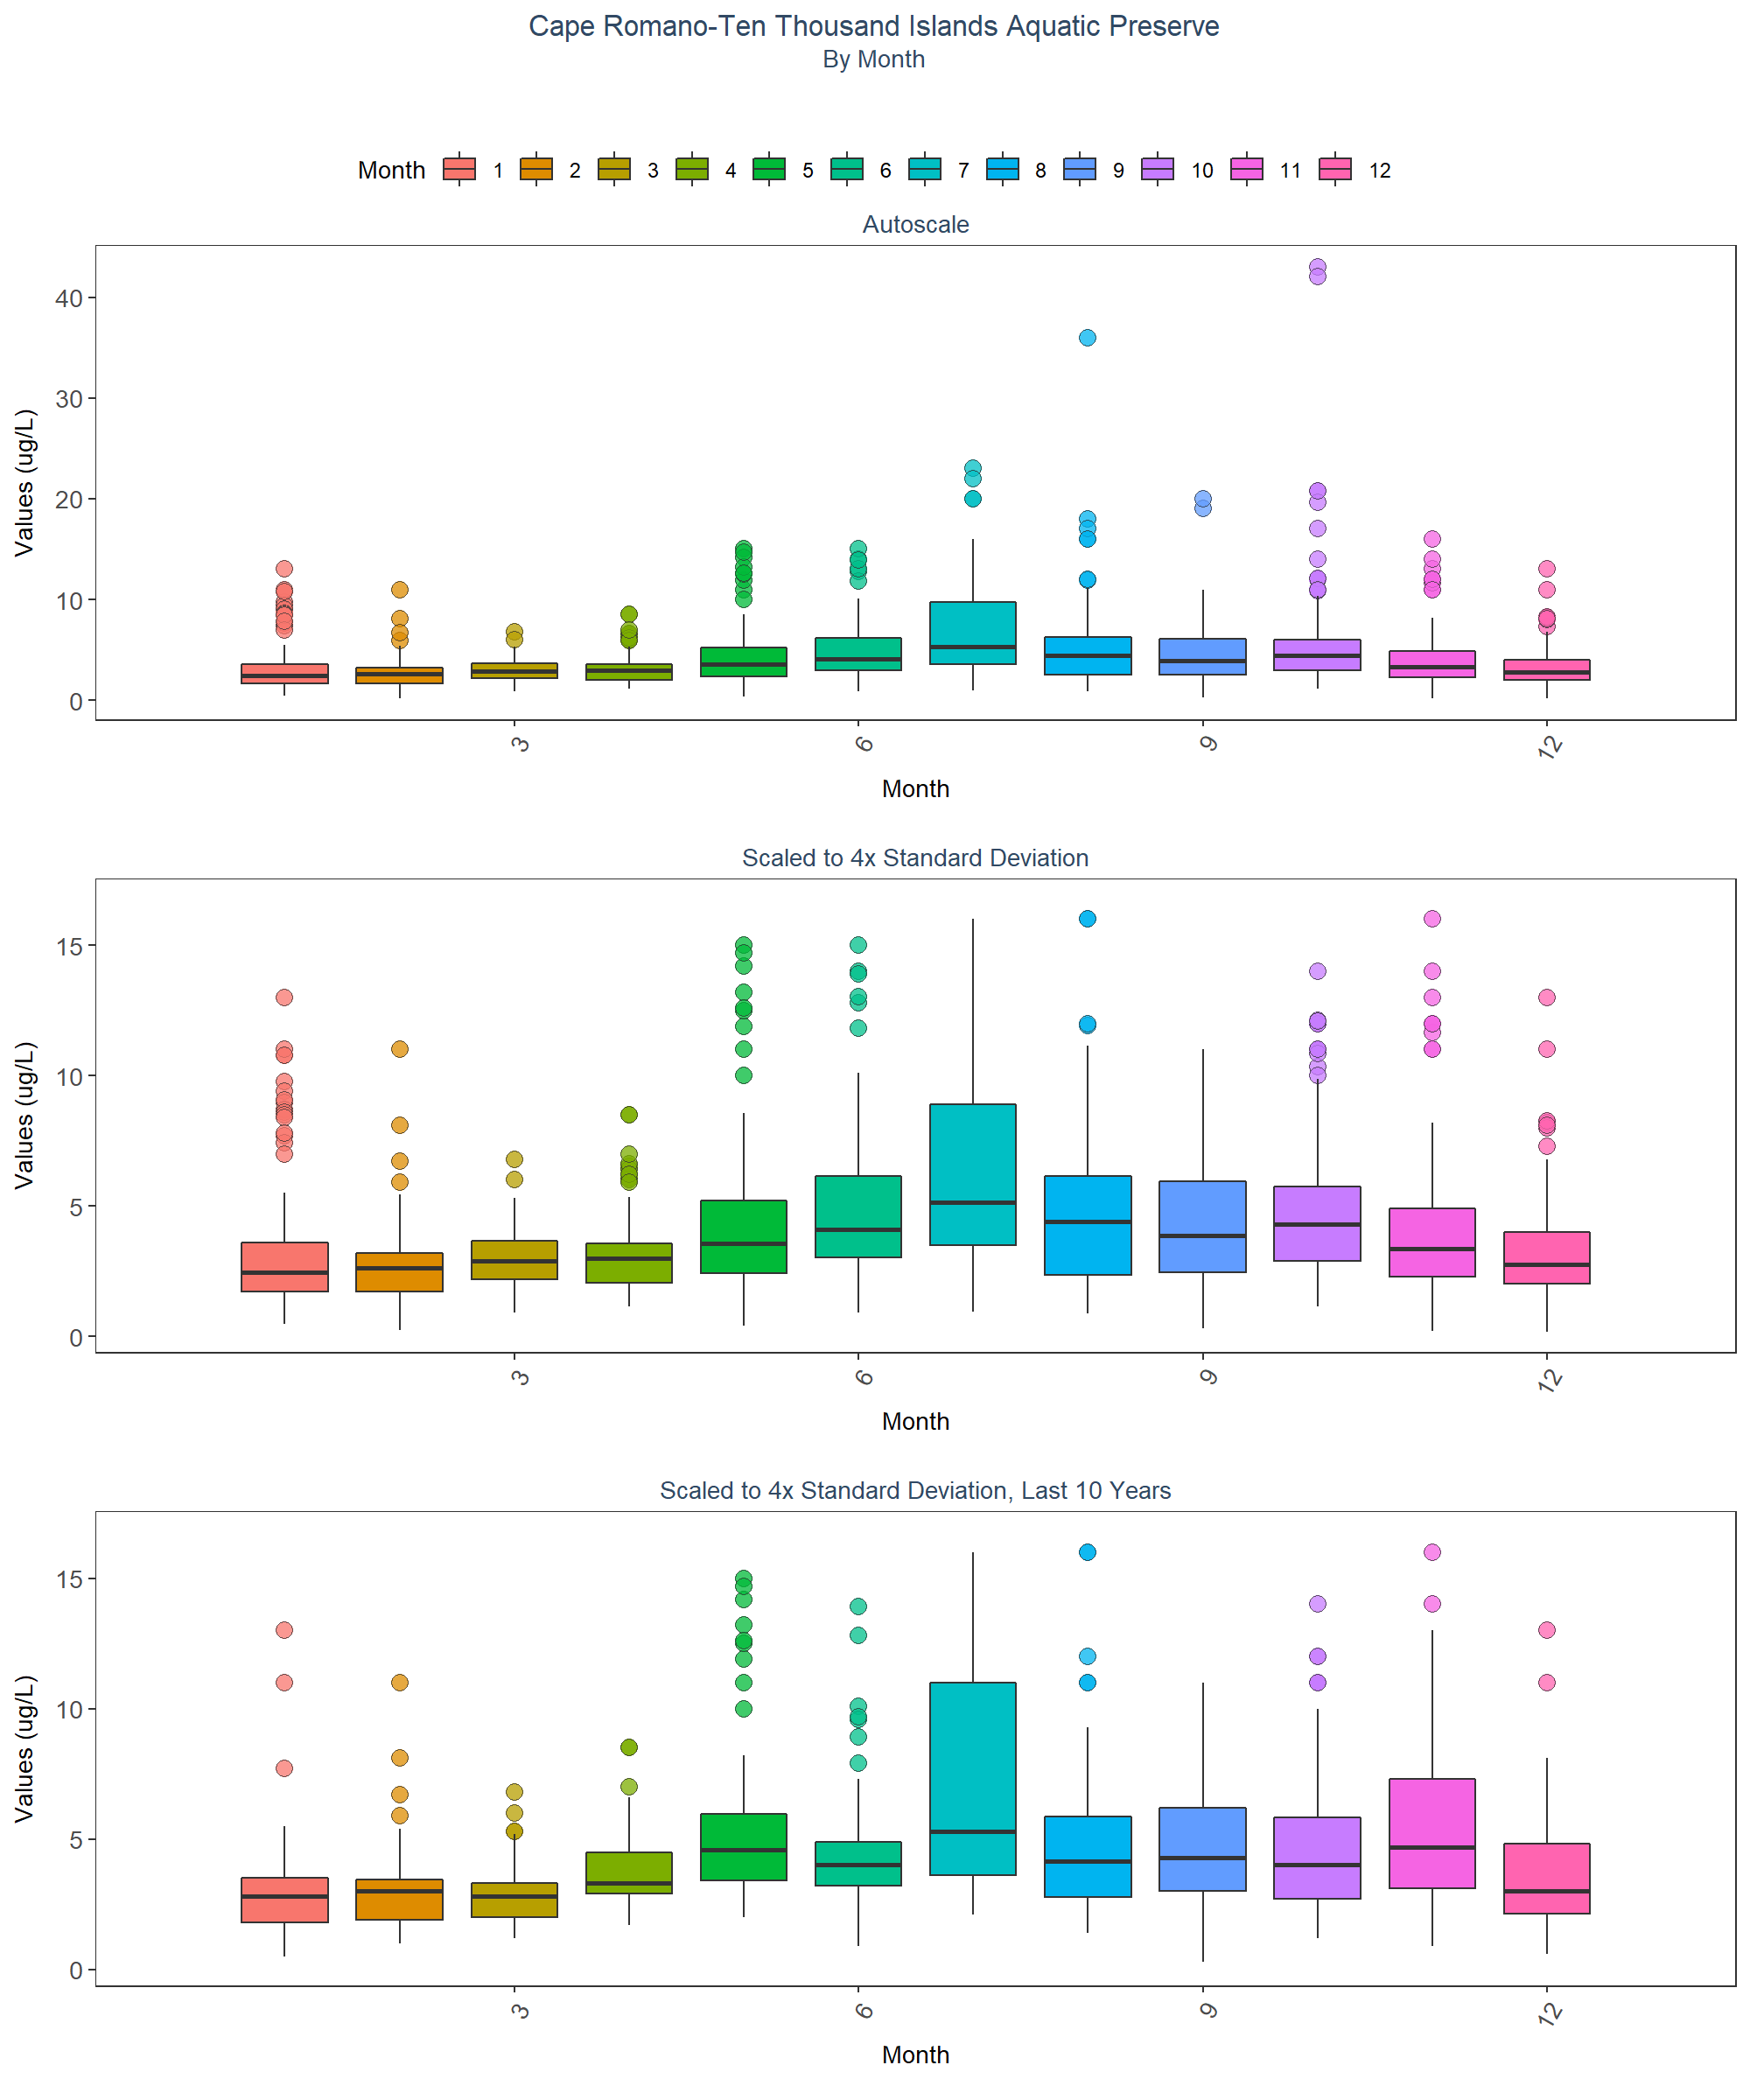 Cape Romano-Ten Thousand Islands Aquatic Preserve
By Month
Month 1 2 3 4 5 6 7 8 9 10 11 12
Autoscale
Values (ug/L)
40
30
20
10
0
3 6 9 12
Month
Scaled to 4x Standard Deviation
Values (ug/L)
15
10
5
0
3 6 9 12
Month
Scaled to 4x Standard Deviation, Last 10 Years
Values (ug/L)
15
10
5
0
3 6 9 12
Month